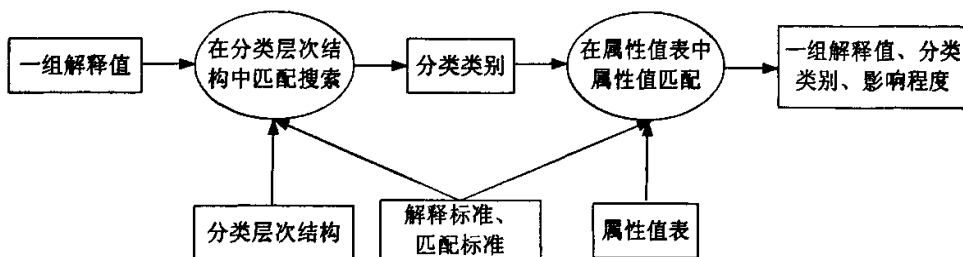 一组解释值
在分类层次结
构中匹配搜索
分类类别
在属性值表中
属性值匹配
一组解释值、分类
类别、影响程度
分类层次结构
解释标准、
匹配标准
属性值表